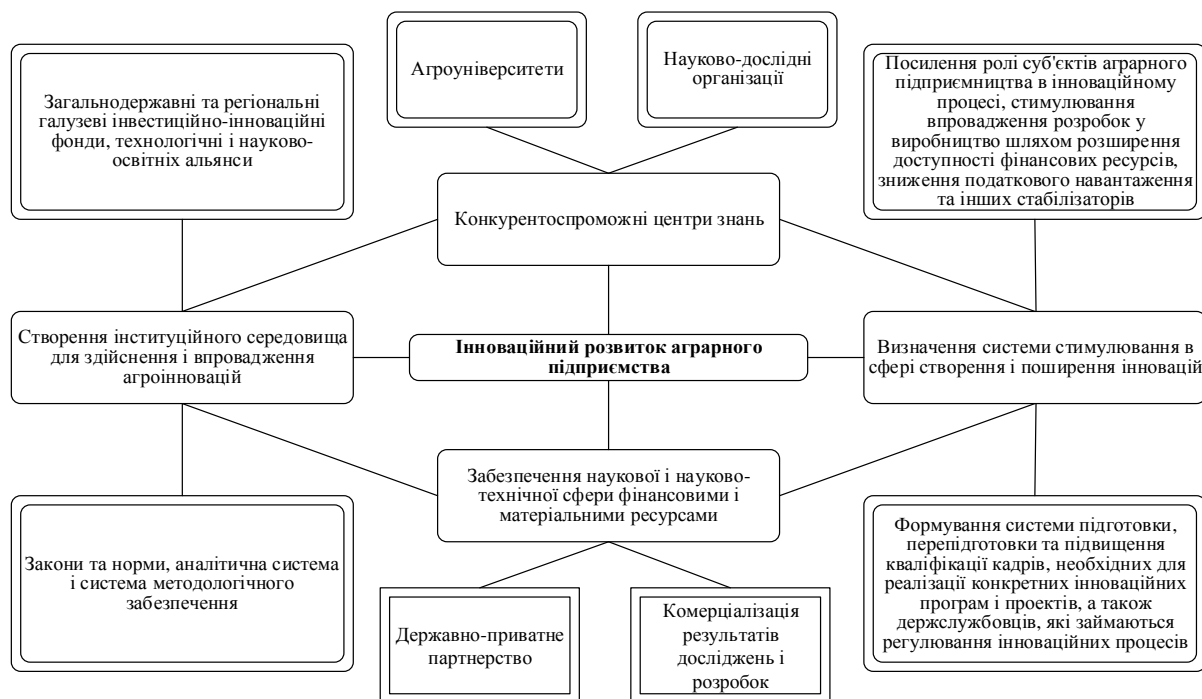 Агроуніверситети
Науково-дослідні
організації
Загальнодержавні та регіональні
галузеві інвестиційно-інноваційні
фонди, технологічні і науково-
освітніх альянси
Посилення ролі суб'єктів аграрного
підприємництва в інноваційному
процесі, стимулювання
впровадження розробок у
виробництво шляхом розширення
доступності фінансових ресурсів,
зниження податкового навантаження
та інших стабілізаторів
Конкурентоспроможні центри знань
Створення інституційного середовища
для здійснення і впровадження
агроінновацій
Інноваційний розвиток аграрного
підприємства
Визначення системи стимулювання в
сфері створення і поширення інновацій
Забезпечення наукової і науково-
технічної сфери фінансовими і
матеріальними ресурсами
Закони та норми, аналітична система
і система методологічного
забезпечення
Формування системи підготовки,
перепідготовки та підвищення
кваліфікації кадрів, необхідних для
реалізації конкретних інноваційних
програм і проектів, а також
держслужбовців, які займаються
регулювання інноваційних процесів
Державно-приватне
партнерство
Комерціалізація
результатів
досліджень і
розробок